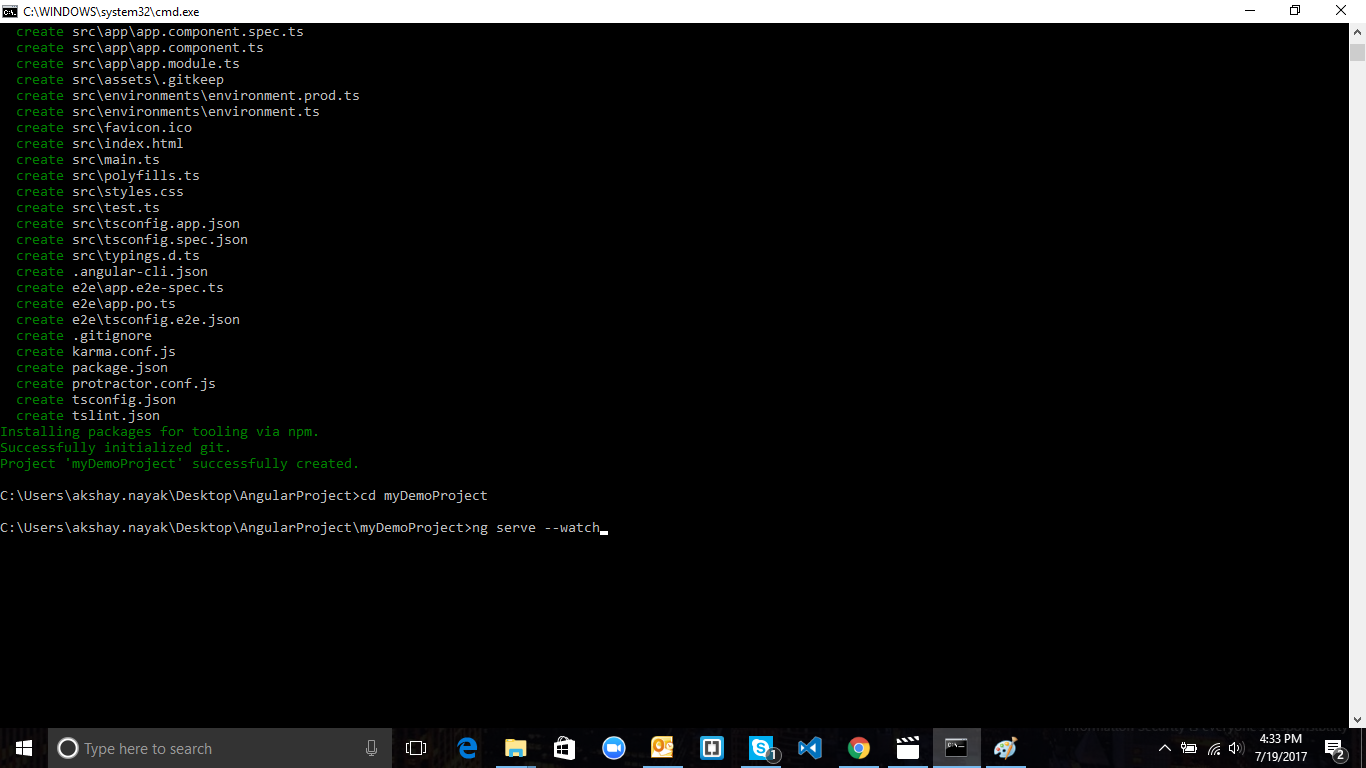 C:\WINDOWS\system32\cmd.exe
create src\app\app.component.spec.ts
create src\app\app.component.ts
create src\app\app.module.ts
create src\assets\.gitkeep
create src\environments\environment.prod.ts
create src\environments\environment.ts
create src\favicon.ico
create src\index.html
create src\main.ts
create src\polyfills.ts
create src\styles.css
create src\test.ts
create src\tsconfig.app.json
create src\tsconfig.spec.json
create src\typings.d.ts
create .angular-cli.json
create e2e\app.e2e-spec.ts
create e2e\app.po.ts
create e2e\tsconfig.e2e.json
create .gitignore
create karma.conf.js
create package.json
create protractor.conf.js
create tsconfig.json
create tslint.json
Installing packages for tooling via npm.
Successfully initialized git.
Project 'myDemoProject' successfully created.
C:\Users\akshay.nayak\Desktop\AngularProject>cd myDemoProject
C:\Users\akshay.nayak\Desktop\AngularProject\myDemoProject>ng serve --watch
Type here to search
1
4:33 PM
7/19/2017
2